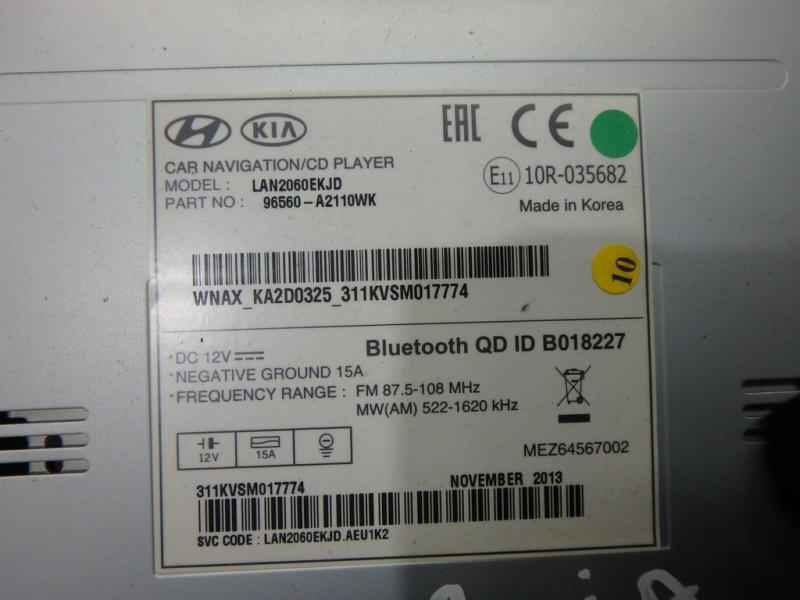 KIA
EAC CE
CAR NAVIGATION/CD PLAYER
MODEL : LAN2060EKJD
PART NO : 96560-A2110WK
E11 10R-035682
Made in Korea
WNAX_KA2D0325_311KVSM017774
10
DC 12V
Bluetooth QD ID B018227
NEGATIVE GROUND 15A
FREQUENCY RANGE : FM 87.5-108 MHz
MW(AM) 522-1620 kHz
12V 15A
MEZ64567002
311KVSM017774
NOVEMBER 2013
SVC CODE : LAN2060EKJD.AEU1K2